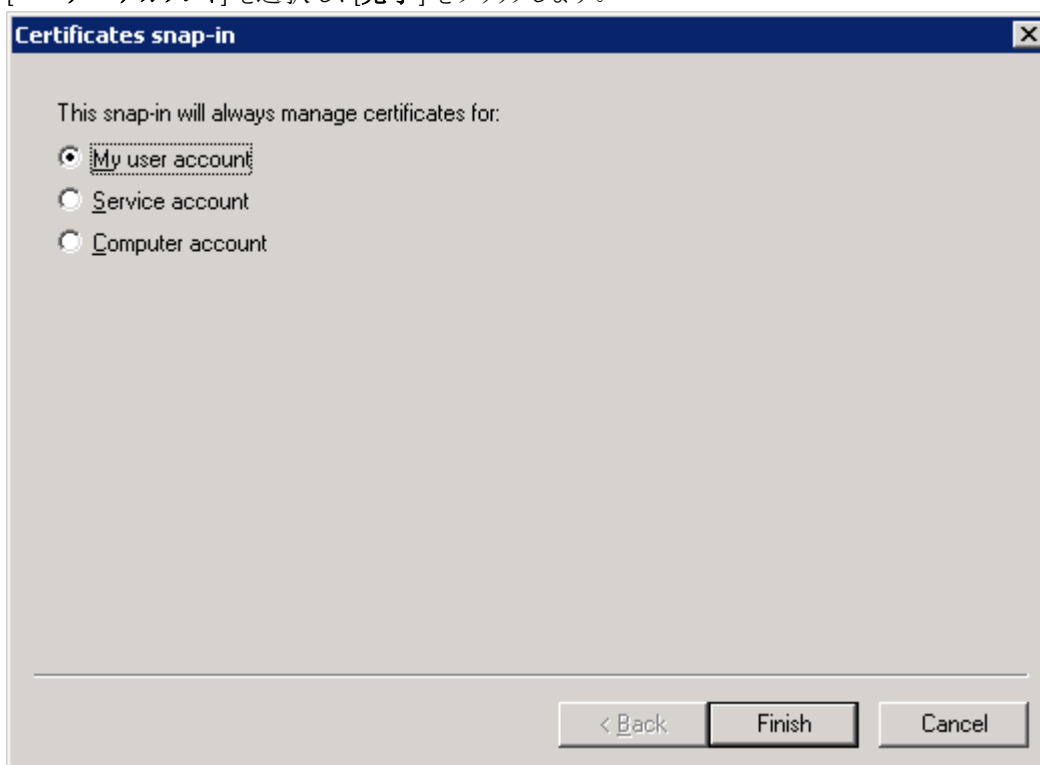 を選択し、[完了] をクリックします。
Certificates snap-in
This snap-in will always manage certificates for:
My user account
Service account
Computer account
< Back
Finish
Cancel